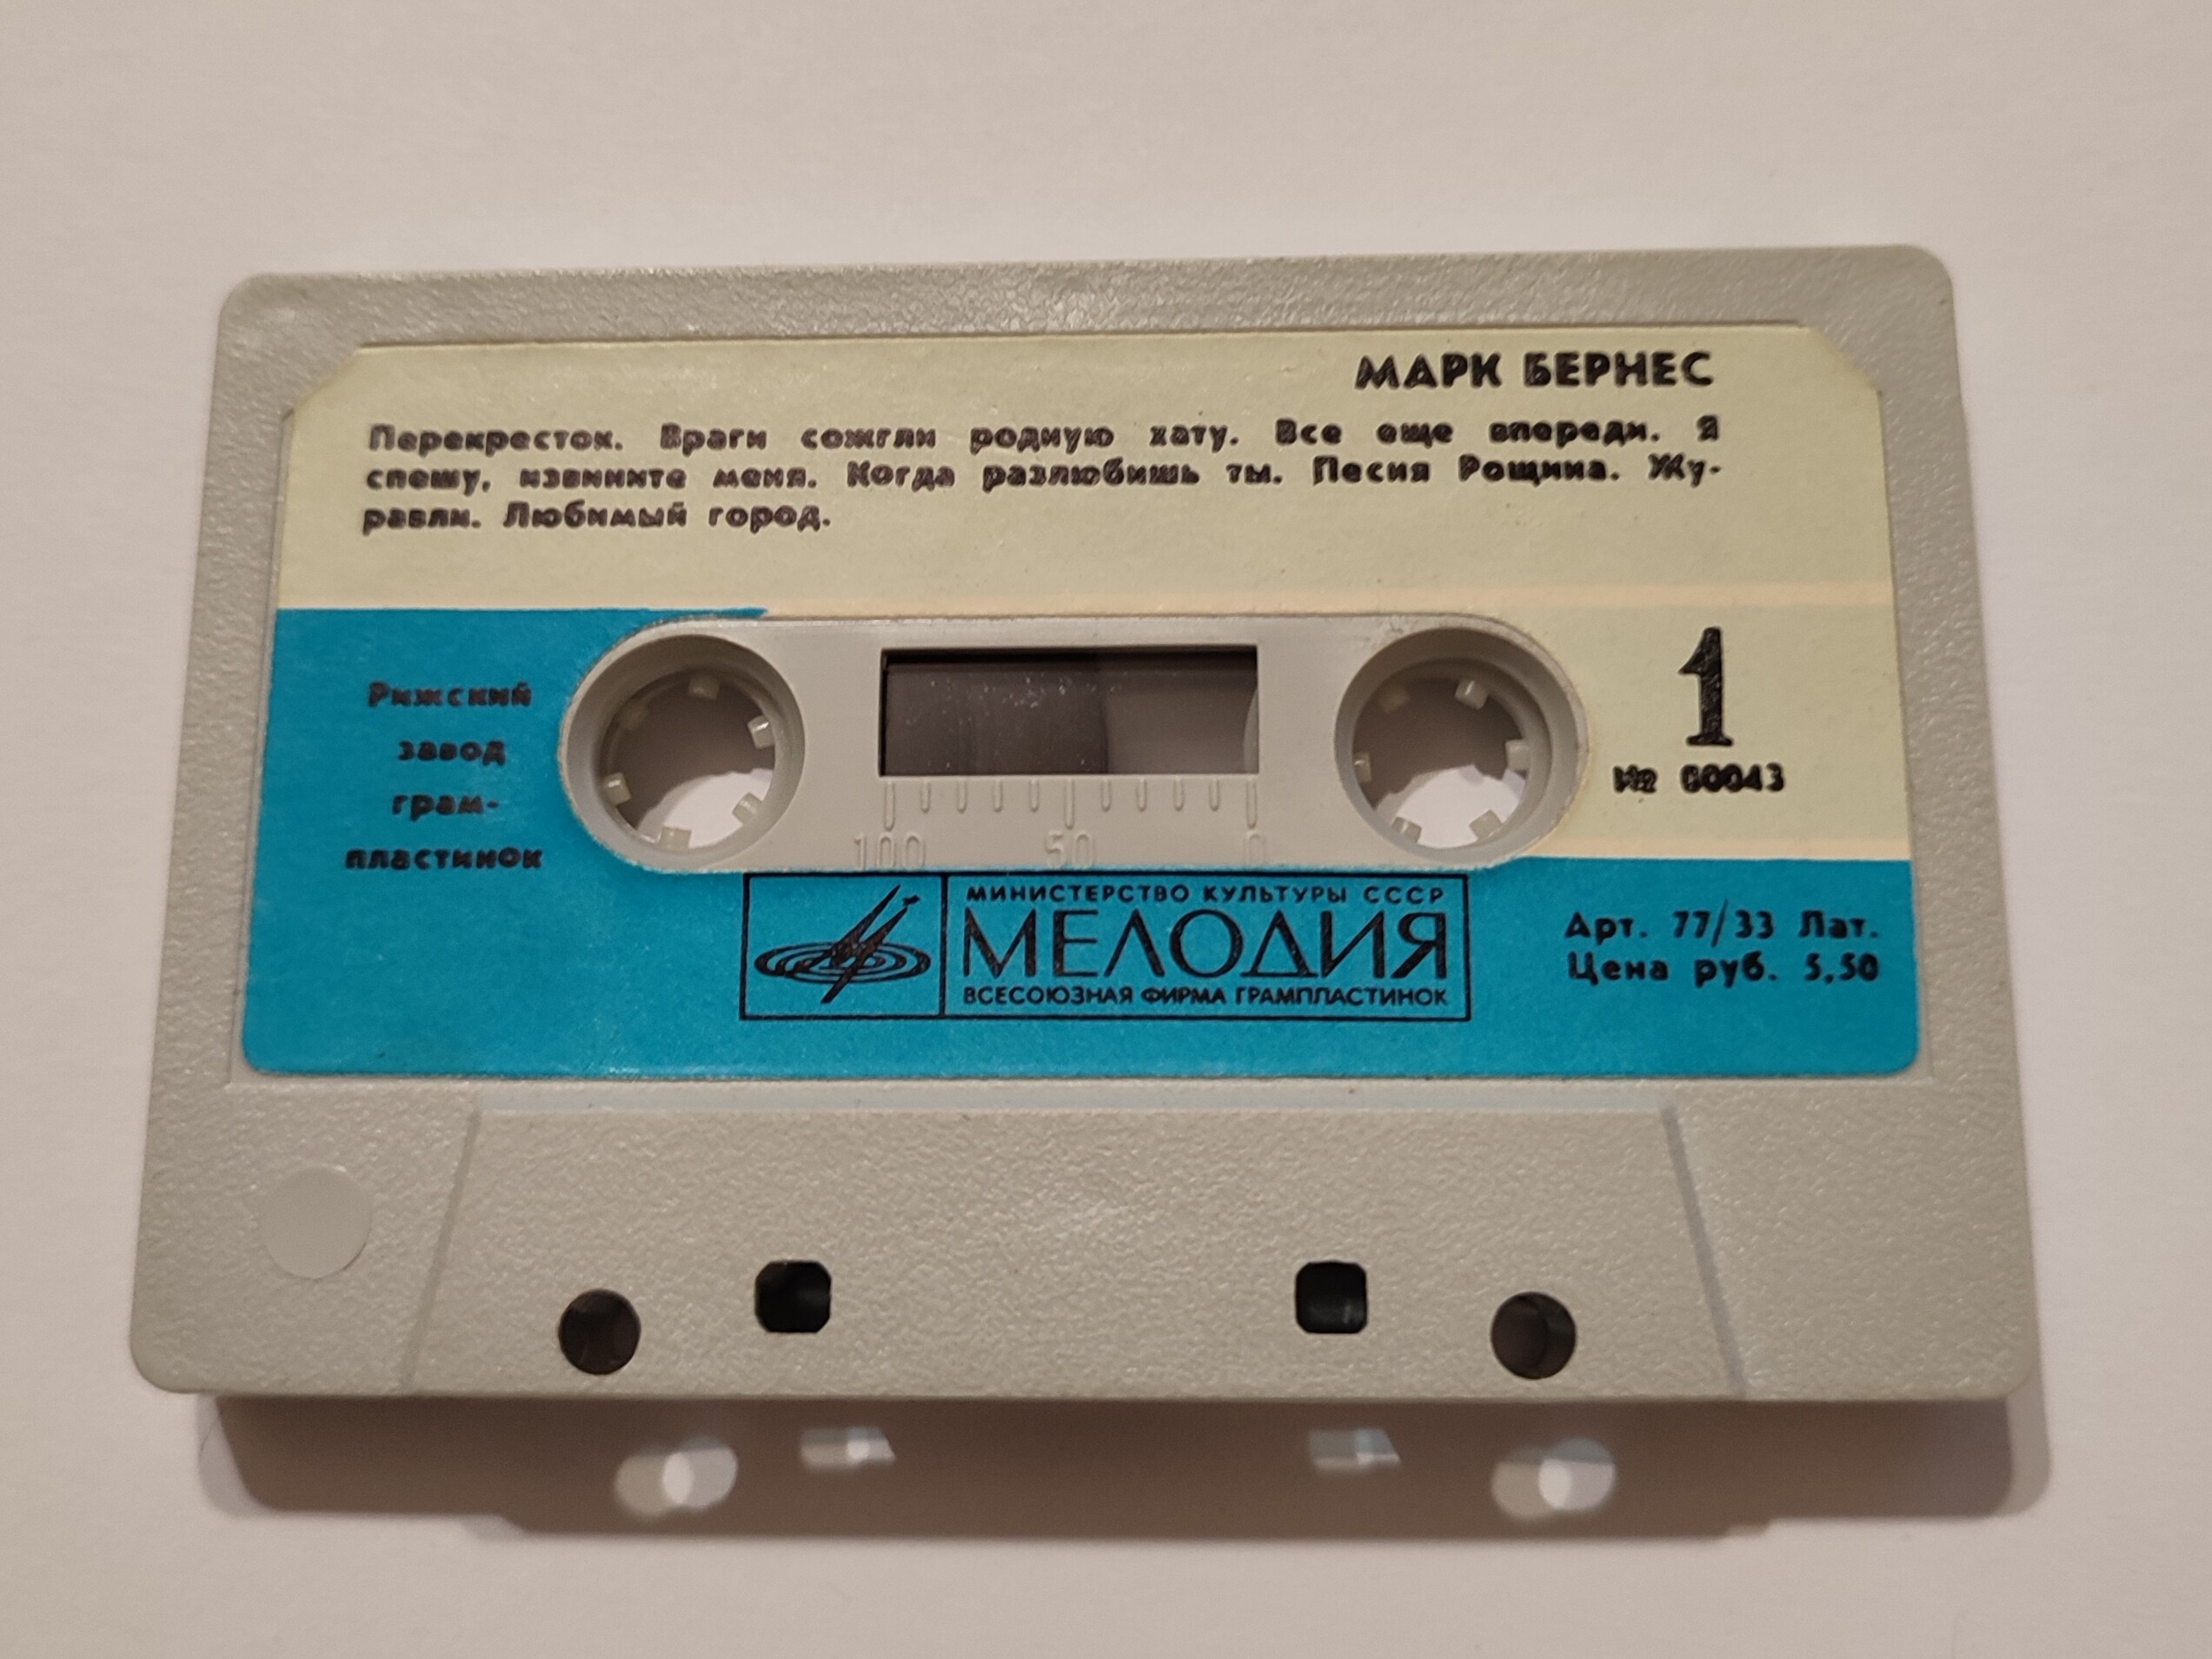 МАРК БЕРНЕС
Перекресток. Враги сожгли родную хату. Все еще впереди. Я
спешу, извините меня. Когда разлюбишь ты. Песня Рощина. Жу-
равли. Любимый город.
Рижский
завод
грам-
пластинок
1
№ 00043
100 50 0
МИНИСТЕРСТВО КУЛЬТУРЫ СССР
МЕЛОДИЯ
ВСЕСОЮЗНАЯ ФИРМА ГРАМПЛАСТИНОК
Арт. 77/33 Лат.
Цена руб. 5,50